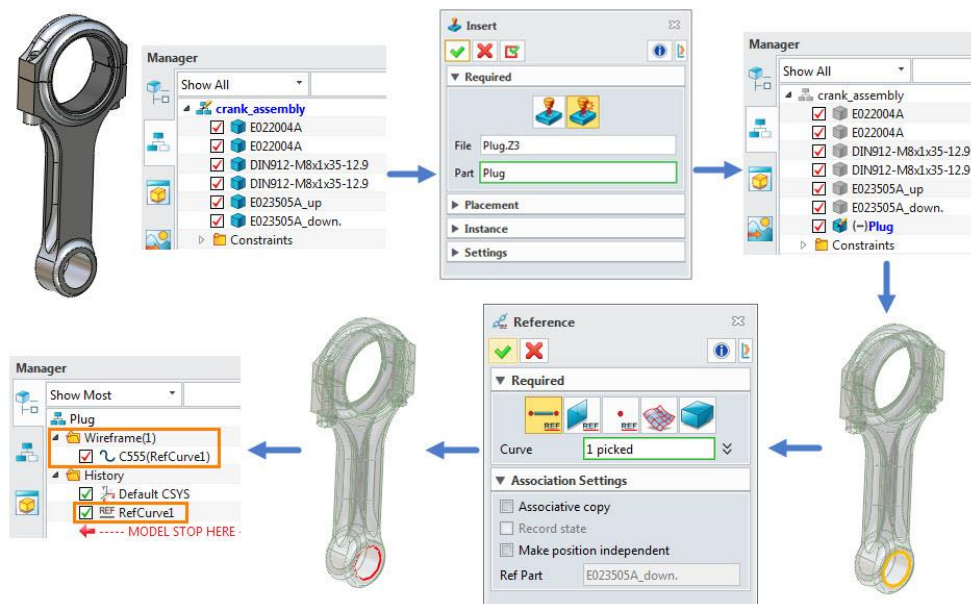 Manager
Show All
crank_assembly
E022004A
E022004A
DIN912-M8x1x35-12.9
DIN912-M8x1x35-12.9
E023505A_up
E023505A_down.
Constraints
Insert
Required
File Plug.Z3
Part Plug
Placement
Instance
Settings
Manager
Show All
crank_assembly
E022004A
E022004A
DIN912-M8x1x35-12.9
DIN912-M8x1x35-12.9
E023505A_up
E023505A_down.
(-)Plug
Constraints
Manager
Show Most
Plug
Wireframe(1)
C555(RefCurve1)
History
Default CSYS
REF RefCurve1
----- MODEL STOP HERE -
Reference
Required
REF REF REF
Curve 1 picked
Association Settings
Associative copy
Record state
Make position independent
Ref Part E023505A_down.